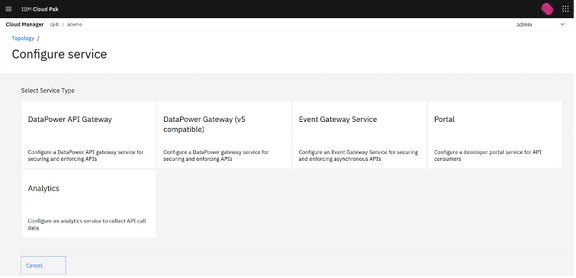 IBM Cloud Pak
Cloud Manager cp4i / ademo admin
Topology /
Configure service
Select Service Type
DataPower API Gateway
Configure a DataPower API gateway service for
securing and enforcing APIs
DataPower Gateway (v5
compatible)
Configure a DataPower gateway service for
securing and enforcing APIs
Event Gateway Service
Configure an Event Gateway Service for securing
and enforcing asynchronous APIs
Portal
Configure a developer portal service for API
consumers
Analytics
Configure an analytics service to collect API call
data
Cancel